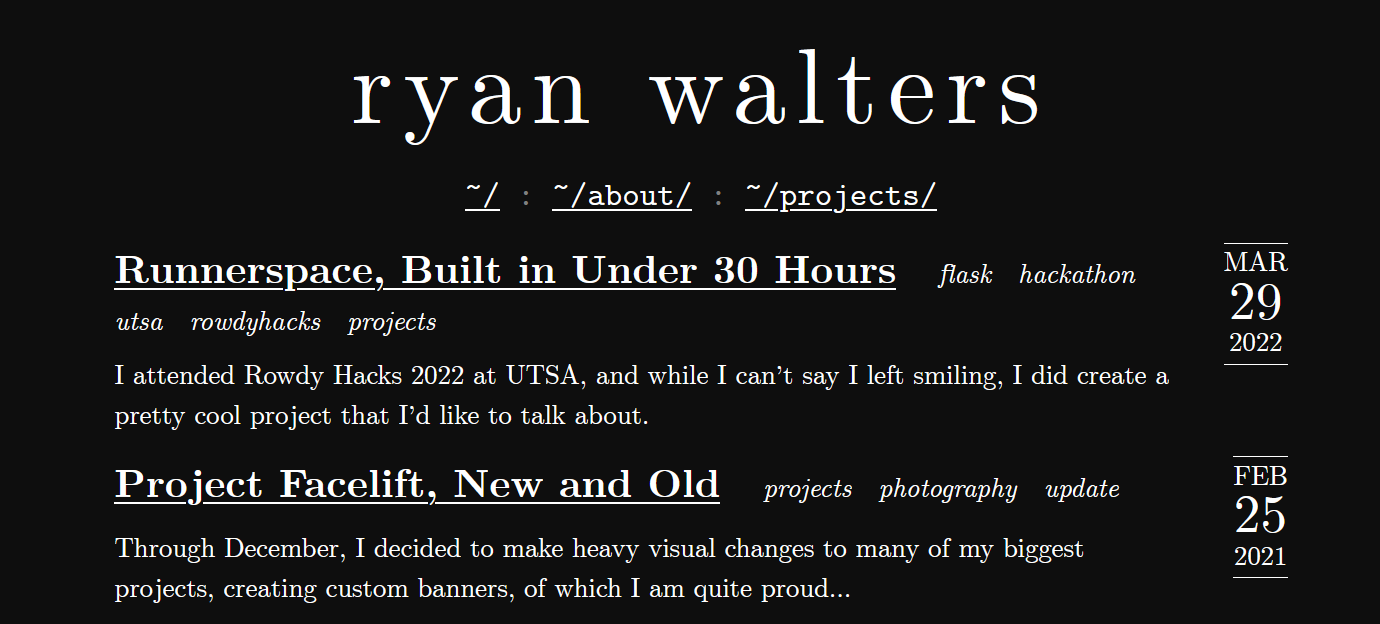 ryan walters
~/ : ~/about/ : ~/projects/
Runnerspace, Built in Under 30 Hours flask hackathon
utsa rowdyhacks projects
MAR
29
2022
I attended Rowdy Hacks 2022 at UTSA, and while I can’t say I left smiling, I did create a
pretty cool project that I’d like to talk about.
Project Facelift, New and Old projects photography update
FEB
25
2021
Through December, I decided to make heavy visual changes to many of my biggest
projects, creating custom banners, of which I am quite proud...